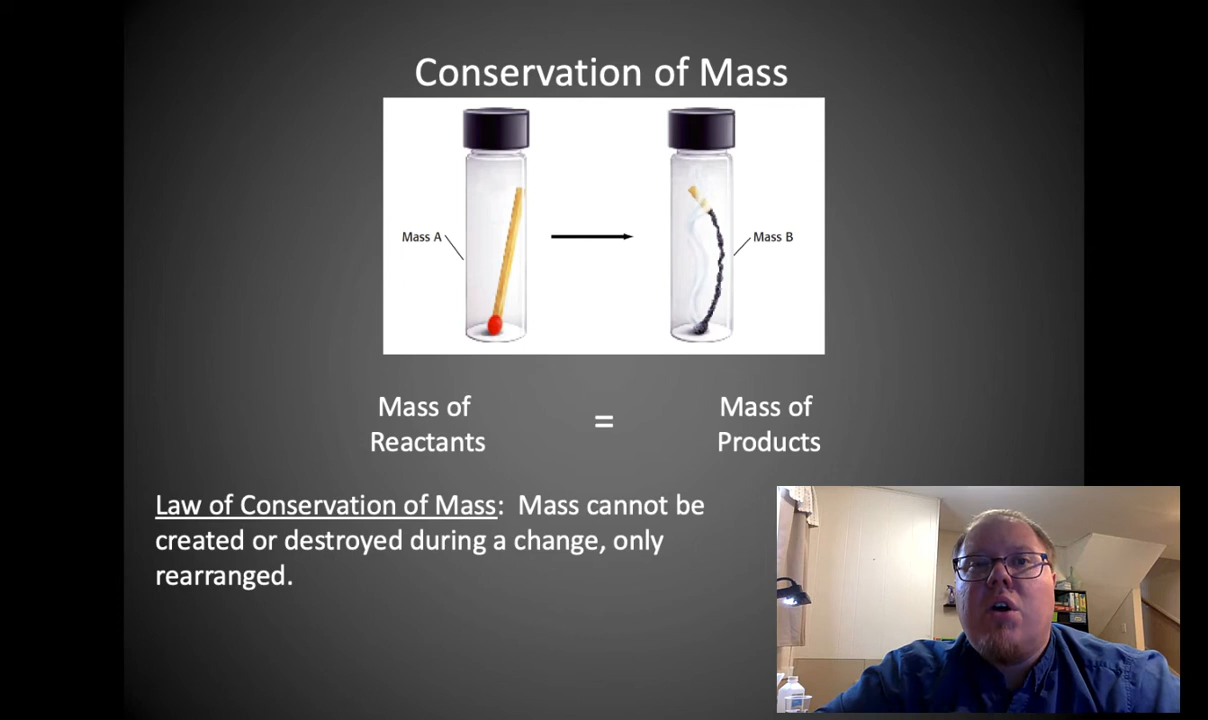 Conservation of Mass
Mass A
Mass B
Mass of
Reactants
=
Mass of
Products
Law of Conservation of Mass:  Mass cannot be
created or destroyed during a change, only
rearranged.